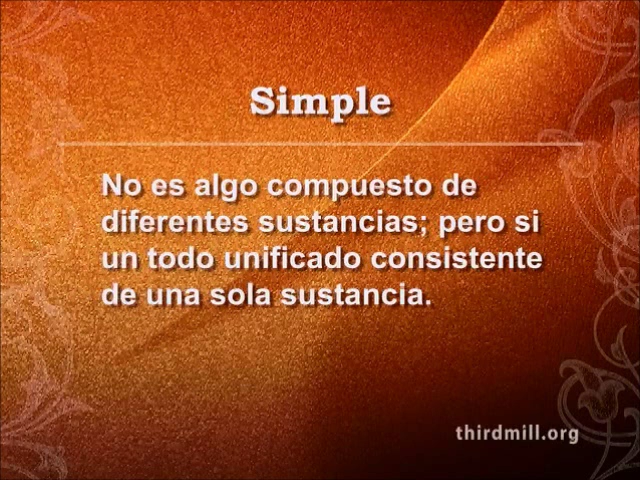 Simple
No es algo compuesto de
diferentes sustancias; pero si
un todo unificado consistente
de una sola sustancia.
thirdmill.org